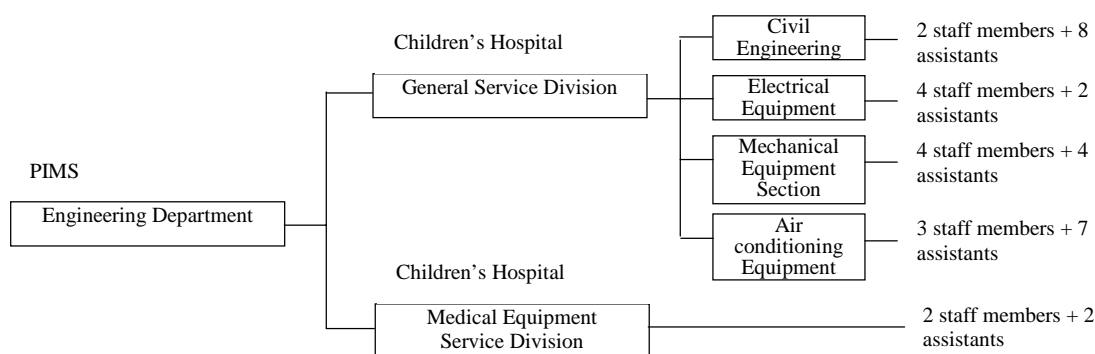 Children’s Hospital
General Service Division
Civil
Engineering
2 staff members + 8
assistants
Electrical
Equipment
4 staff members + 2
assistants
Mechanical
Equipment
Section
4 staff members + 4
assistants
Air
conditioning
Equipment
3 staff members + 7
assistants
PIMS
Engineering Department
Children’s Hospital
Medical Equipment
Service Division
2 staff members + 2
assistants